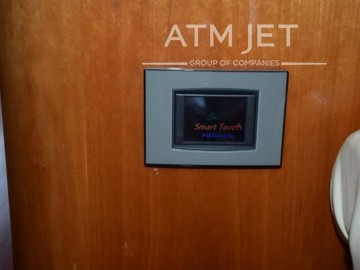 ATM JET
GROUP OF COMPANIES
Smart Touch